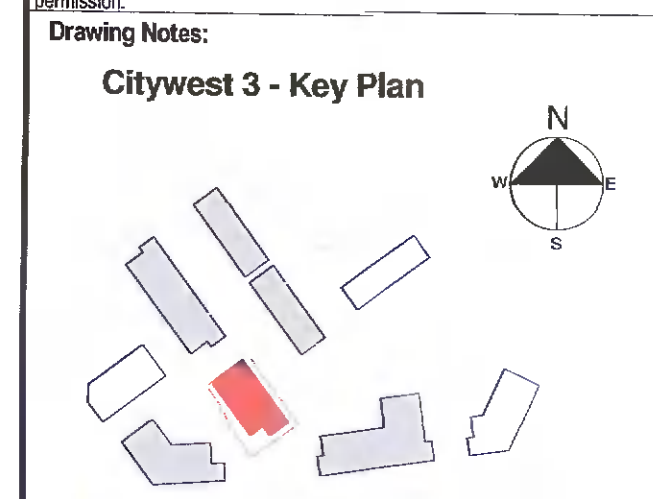 permission.
Drawing Notes:
Citywest 3 - Key Plan
N
W E
S